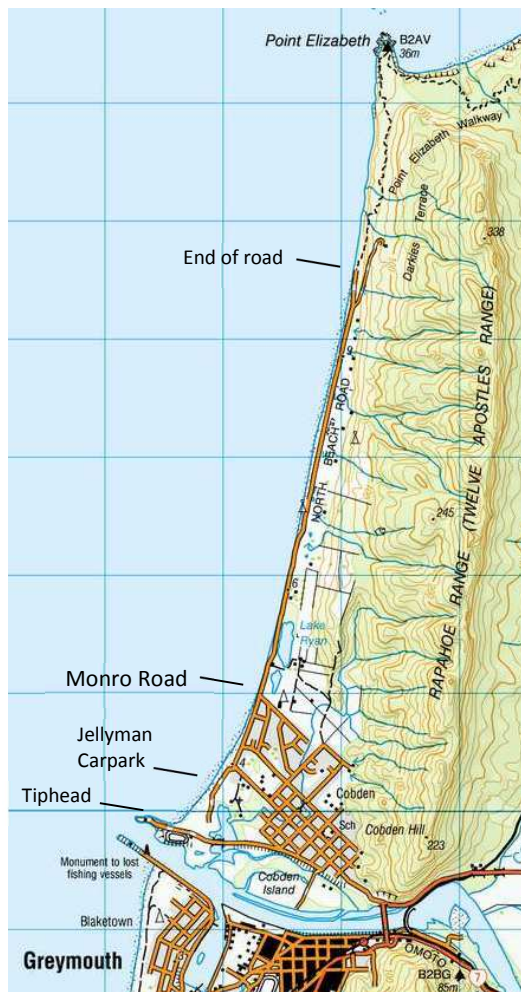 Point Elizabeth
B2AV
36m
Point Elizabeth Walkway
Darkies Terrace
338
End of road
NORTH BEACH ROAD
245
RAPAHOE RANGE (TWELVE APOSTLES RANGE)
6
Lake
Ryan
Monro Road
Jellyman
Carpark
4
Tiphead
Cobden
Sch
Cobden Hill
223
Monument to lost
fishing vessels
Cobden
Island
Blaketown
Greymouth
OMOTO
7
B2BG
85m